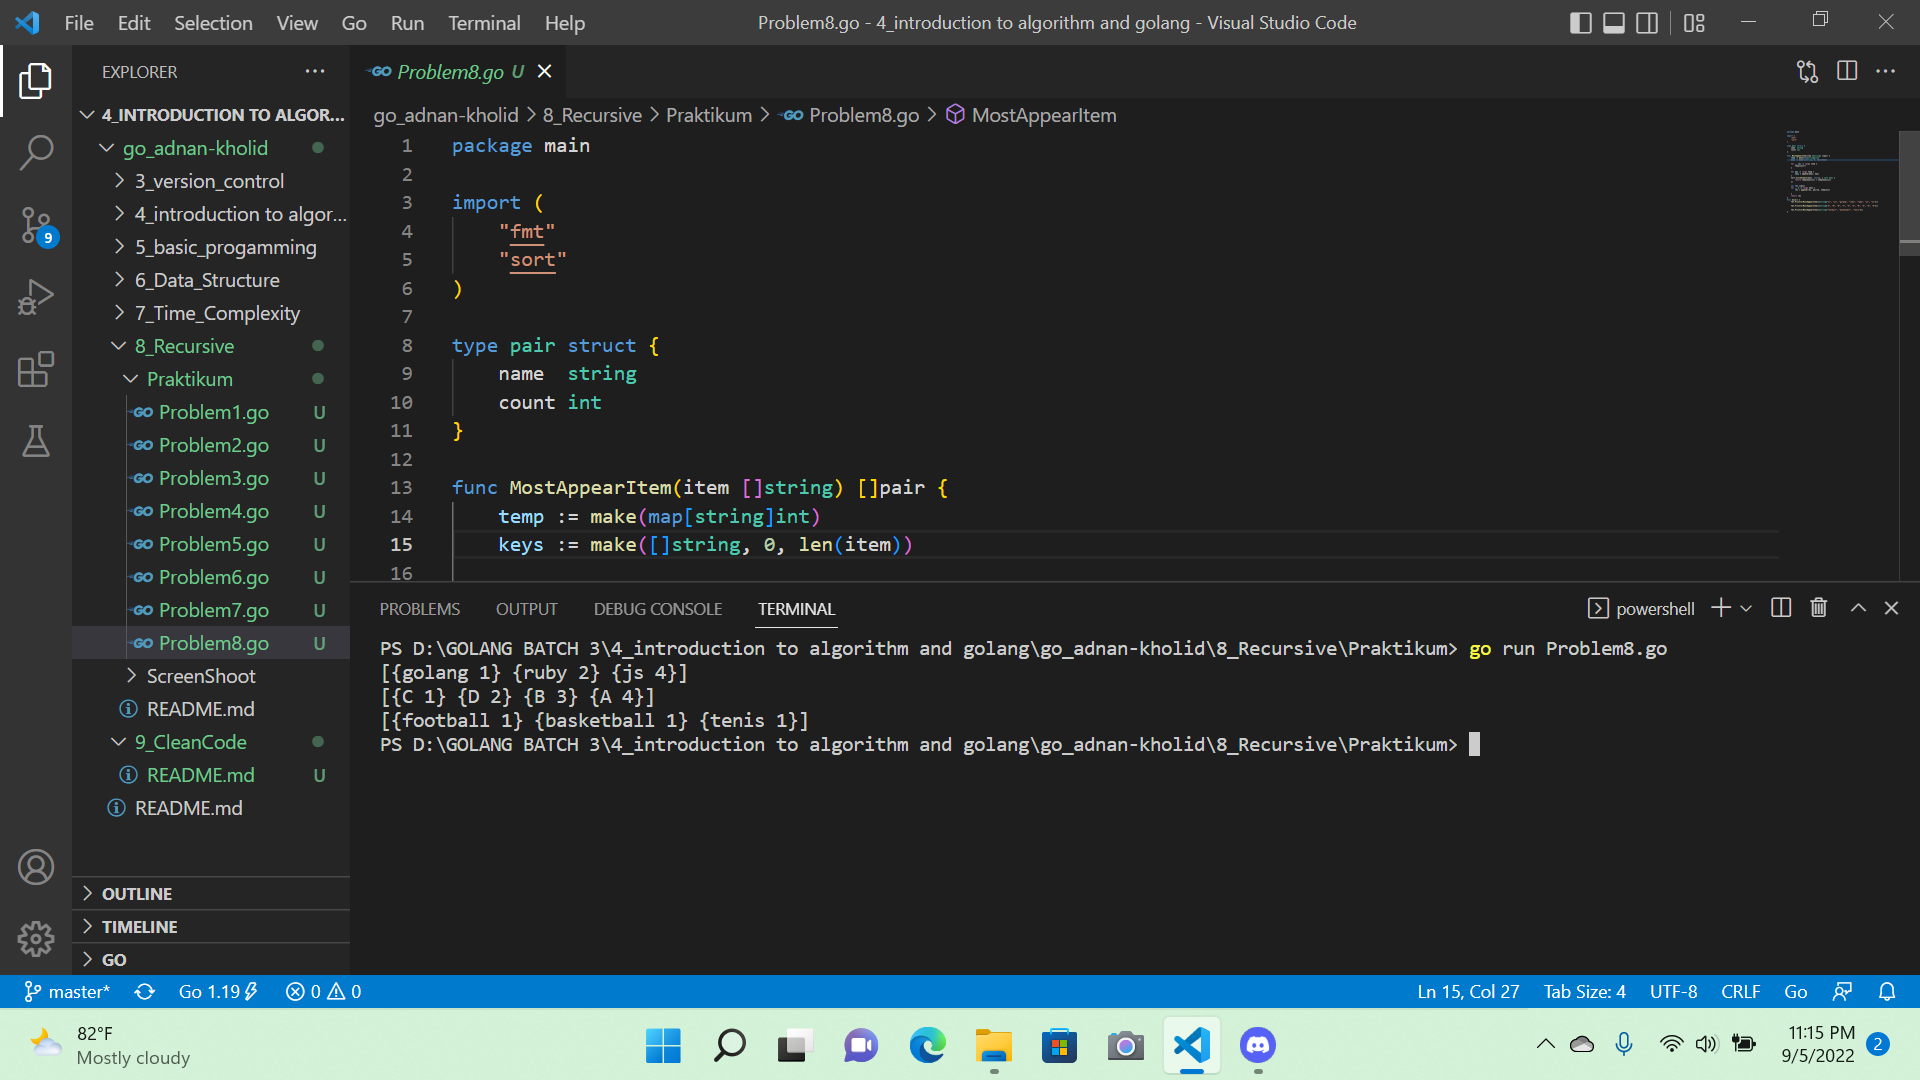 File Edit Selection View Go Run Terminal Help
Problem8.go - 4_introduction to algorithm and golang - Visual Studio Code
EXPLORER
4_INTRODUCTION TO ALGOR...
go_adnan-kholid
3_version_control
4_introduction to algor...
5_basic_progamming
6_Data_Structure
7_Time_Complexity
8_Recursive
Praktikum
GO Problem1.go U
GO Problem2.go U
GO Problem3.go U
GO Problem4.go U
GO Problem5.go U
GO Problem6.go U
GO Problem7.go U
GO Problem8.go U
ScreenShoot
README.md
9_CleanCode
README.md U
README.md
OUTLINE
TIMELINE
GO
9
GO Problem8.go U
go_adnan-kholid > 8_Recursive > Praktikum > GO Problem8.go > MostAppearItem
1 package main
2
3 import (
4 "fmt"
5 "sort"
6 )
7
8 type pair struct {
9 name string
10 count int
11 }
12
13 func MostAppearItem(item []string) []pair {
14 temp := make(map[string]int)
15 keys := make([]string, 0, len(item))
16
PROBLEMS OUTPUT DEBUG CONSOLE TERMINAL
powershell
PS D:\GOLANG BATCH 3\4_introduction to algorithm and golang\go_adnan-kholid\8_Recursive\Praktikum> go run Problem8.go
[{golang 1} {ruby 2} {js 4}]
[{C 1} {D 2} {B 3} {A 4}]
[{football 1} {basketball 1} {tenis 1}]
PS D:\GOLANG BATCH 3\4_introduction to algorithm and golang\go_adnan-kholid\8_Recursive\Praktikum>
master* Go 1.19 0 0
Ln 15, Col 27 Tab Size: 4 UTF-8 CRLF Go
82°F
Mostly cloudy
11:15 PM
9/5/2022
2